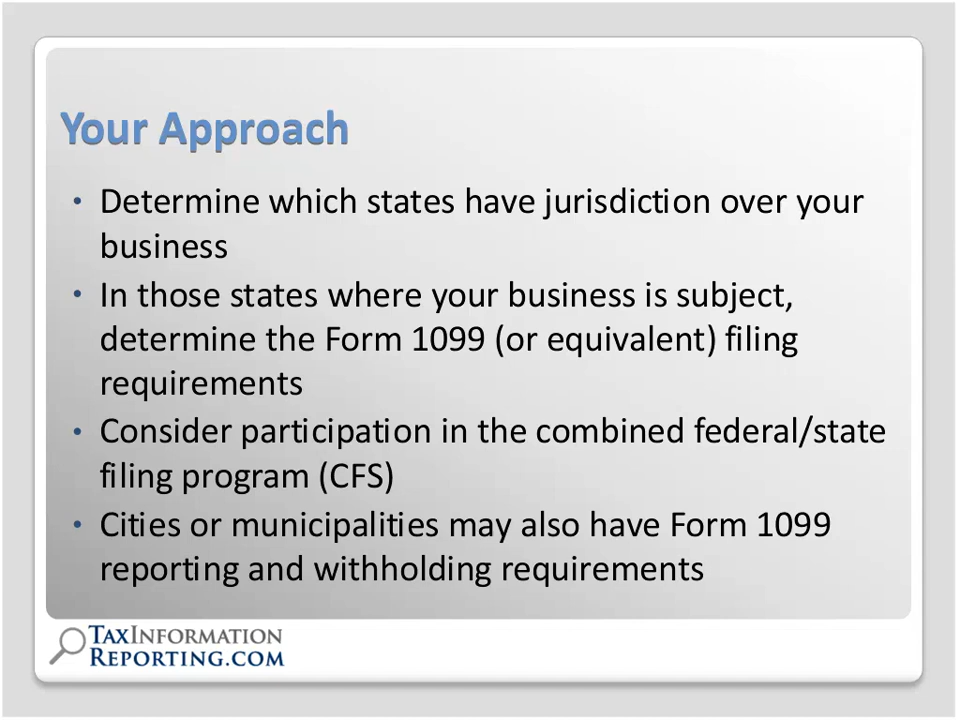 Your Approach
• Determine which states have jurisdiction over your
business
• In those states where your business is subject,
determine the Form 1099 (or equivalent) filing
requirements
• Consider participation in the combined federal/state
filing program (CFS)
• Cities or municipalities may also have Form 1099
reporting and withholding requirements
TAXINFORMATION
REPORTING.COM